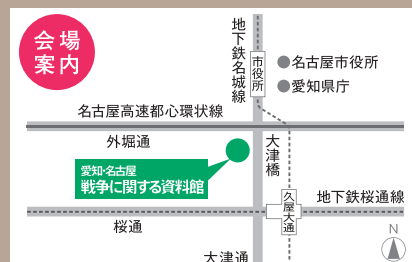 会場
案内
地下鉄名城線
市役所
名古屋市役所
愛知県庁
名古屋高速都心環状線
外堀通
大津橋
愛知・名古屋
戦争に関する資料館
久屋大通
地下鉄桜通線
桜通
大津通
N